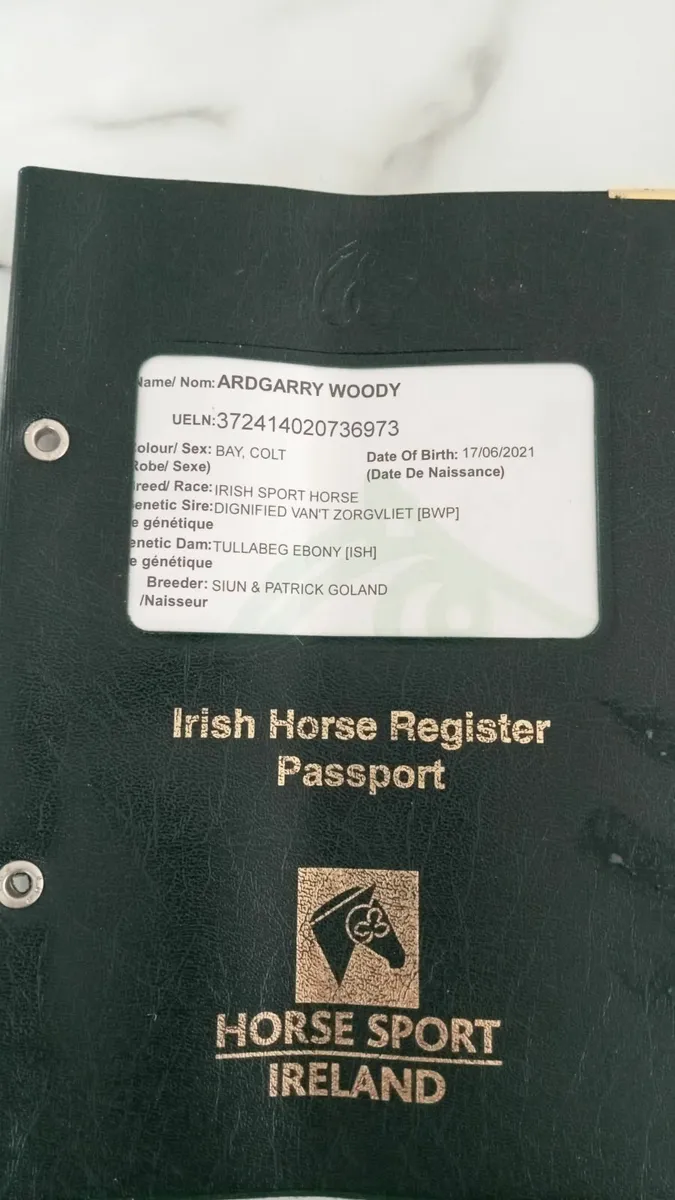 Name/ Nom: ARDGARRY WOODY
UELN: 372414020736973
olour/ Sex: BAY, COLT
Robe/ Sexe)
Date Of Birth: 17/06/2021
(Date De Naissance)
reed/ Race: IRISH SPORT HORSE
enetic Sire: DIGNIFIED VAN'T ZORGVLIET [BWP]
e génétique
enetic Dam: TULLABEG EBONY [ISH]
e génétique
Breeder: SIUN & PATRICK GOLAND
/Naisseur
Irish Horse Register
Passport
HORSE SPORT
IRELAND